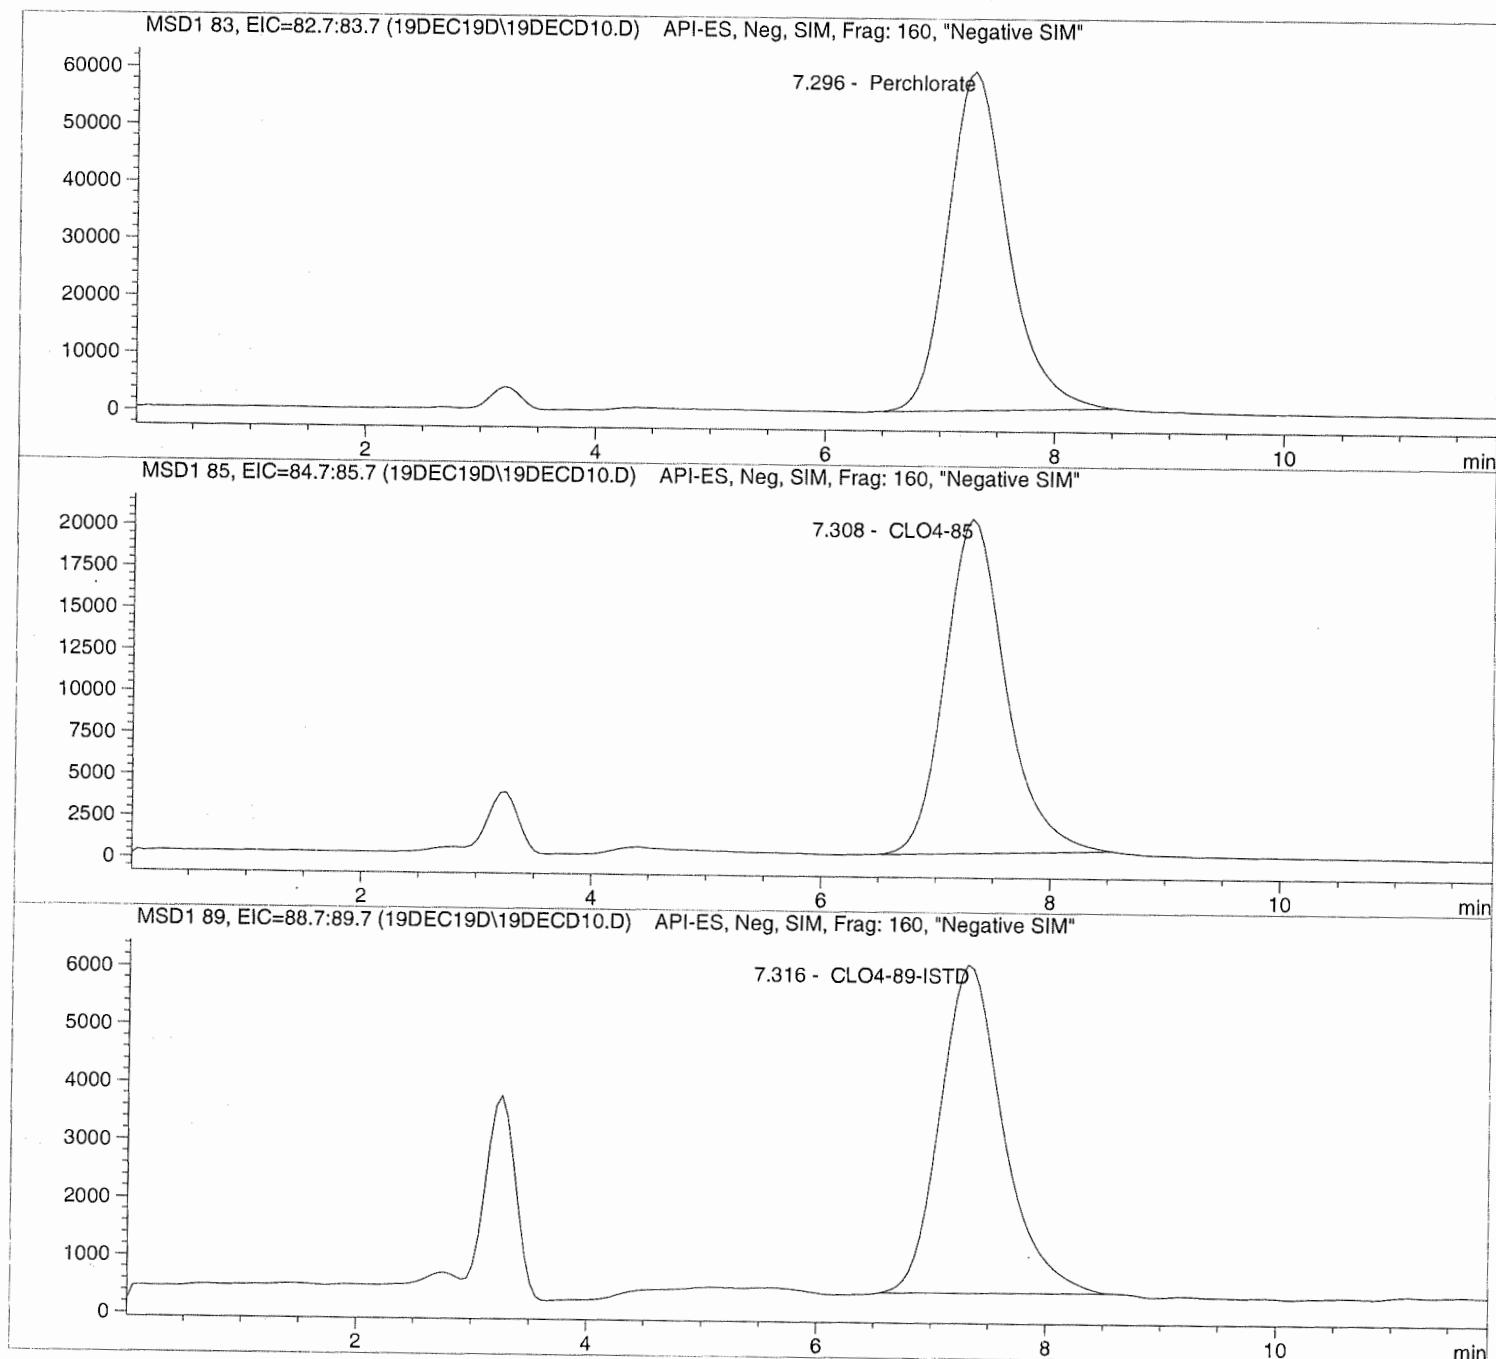 MSD1 83, EIC=82.7:83.7 (19DEC19D\19DECD10.D) API-ES, Neg, SIM, Frag: 160, "Negative SIM"
7.296 - Perchlorate
60000
50000
40000
30000
20000
10000
0
2 4 6 8 10 min
MSD1 85, EIC=84.7:85.7 (19DEC19D\19DECD10.D) API-ES, Neg, SIM, Frag: 160, "Negative SIM"
7.308 - CLO4-85
20000
17500
15000
12500
10000
7500
5000
2500
0
2 4 6 8 10 min
MSD1 89, EIC=88.7:89.7 (19DEC19D\19DECD10.D) API-ES, Neg, SIM, Frag: 160, "Negative SIM"
7.316 - CLO4-89-ISTD
6000
5000
4000
3000
2000
1000
0
2 4 6 8 10 min